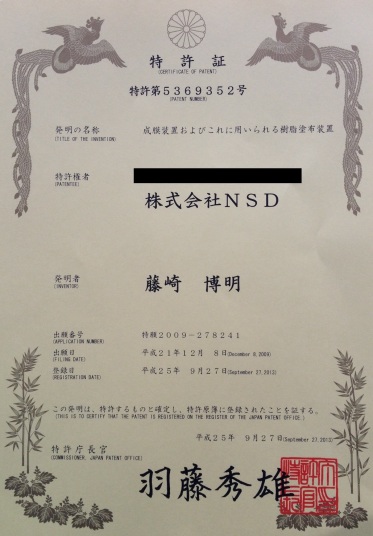 特許証
(CERTIFICATE OF PATENT)
特許第5369352号
(PATENT NUMBER)
発明の名称 成膜装置およびこれに用いられる樹脂塗布装置
(TITLE OF THE INVENTION)
特許権者
(PATENTEE)
株式会社NSD
発明者 藤崎 博明
(INVENTOR)
出願番号 特願2009-278241
(APPLICATION NUMBER)
出願日 平成21年12月 8日(December 8,2009)
(FILING DATE)
登録日 平成25年 9月27日(September 27,2013)
(REGISTRATION DATE)
この発明は、特許するものと確定し、特許原簿に登録されたことを証する。
(THIS IS TO CERTIFY THAT THE PATENT IS REGISTERED ON THE REGISTER OF THE JAPAN PATENT OFFICE.)
平成25年 9月27日(September 27,2013)
特許庁長官
(COMMISSIONER, JAPAN PATENT OFFICE)
羽藤秀雄